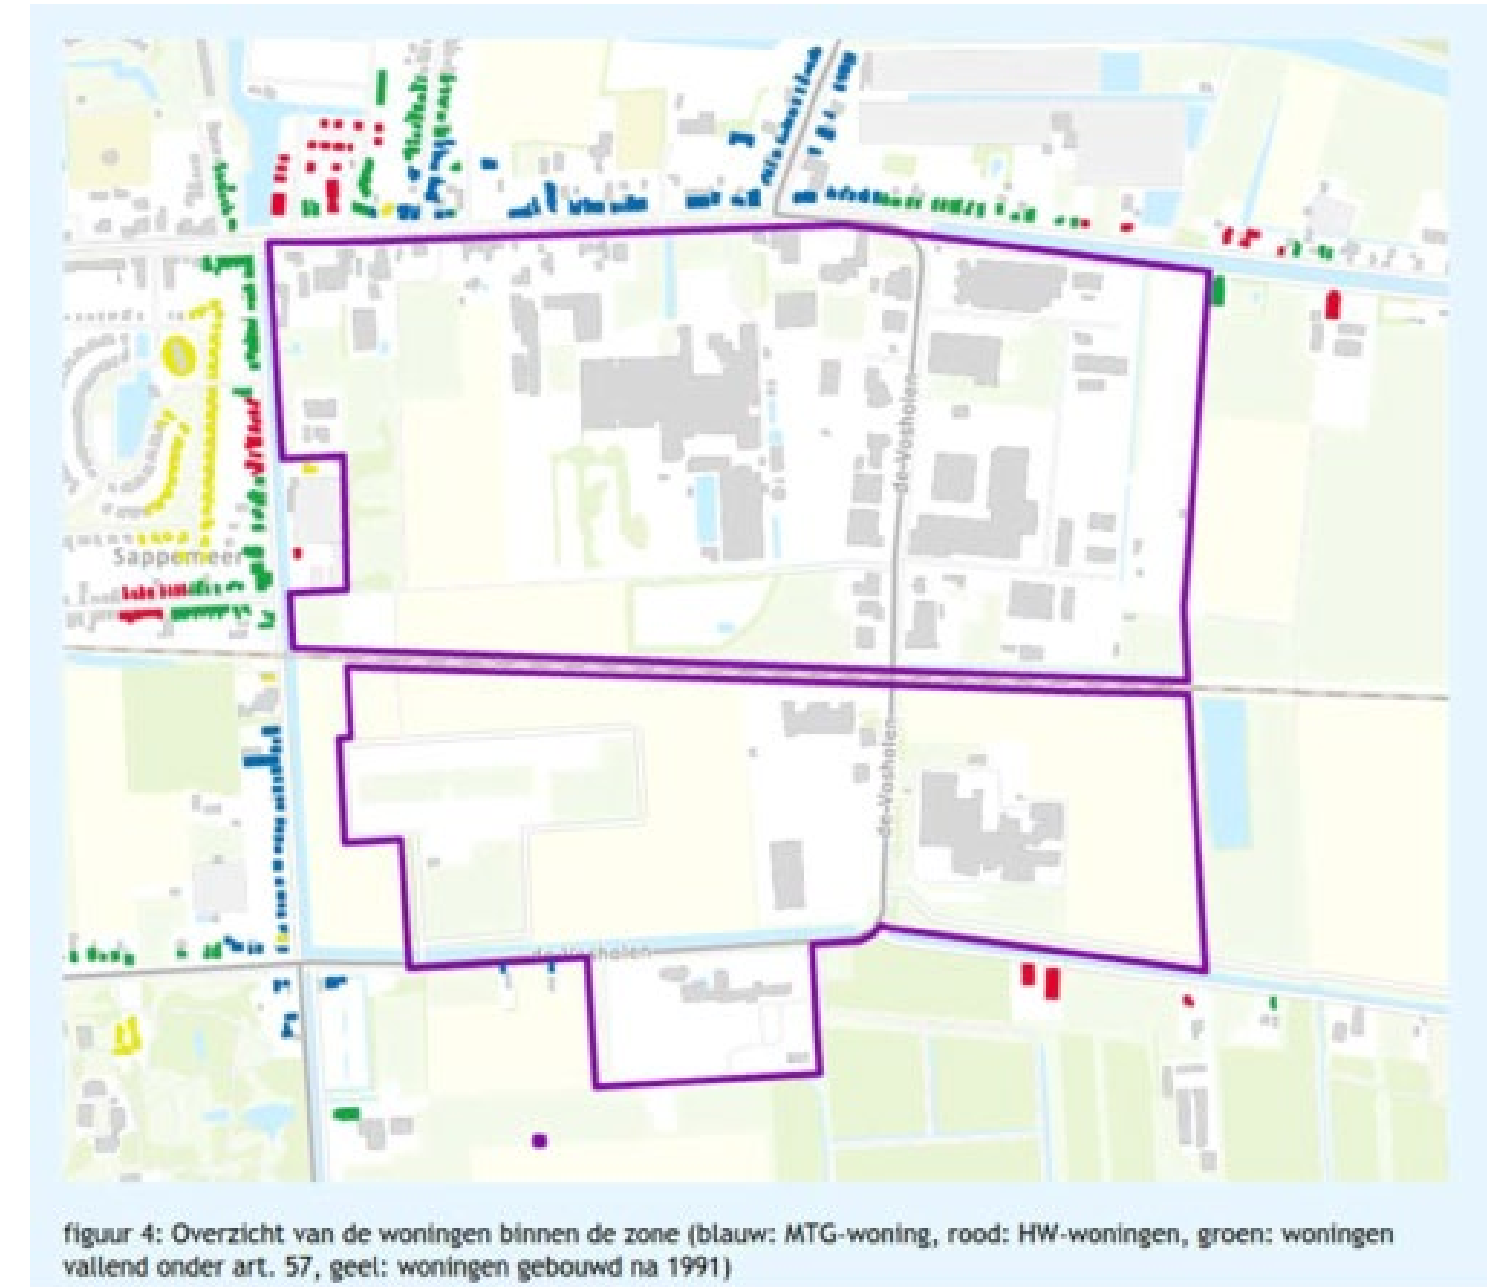 de Vosholen
Sappemeer
de Vosholen
de Vosholen
figuur 4: Overzicht van de woningen binnen de zone (blauw: MTG-woning, rood: HW-woningen, groen: woningen
vallend onder art. 57, geel: woningen gebouwd na 1991)